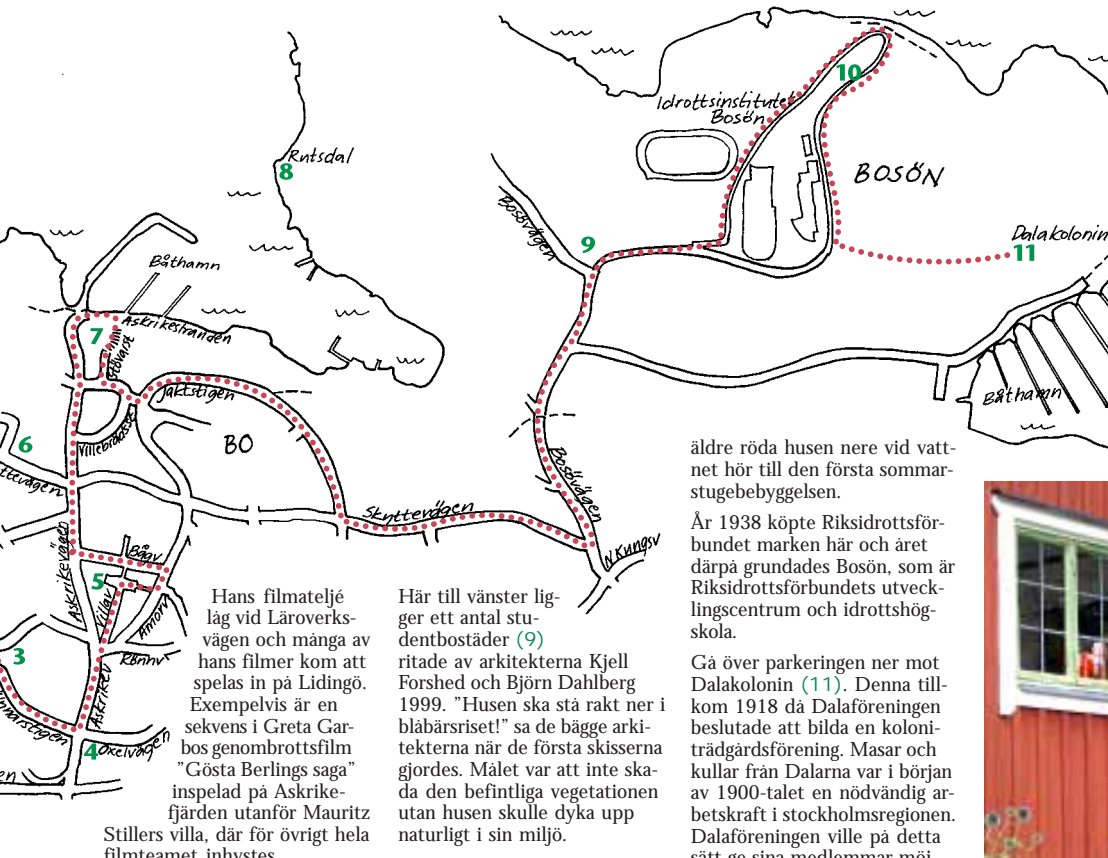 10
Idrottsinstitutet
Bosön
Rutsdal
8
BOSÖN
Bosövägen
9
Dalakolonin
11
Båthamn
Askrikestranden
7
Jaktstigen
BO
6
Båthamn
Skyttevägen
Bosövägen
N Kungsv
Askrikevägen
Bågv
5
Villav
3
Askrikev
4
Oxelvägen
Hans filmateljé
låg vid Läroverks-
vägen och många av
hans filmer kom att
spelas in på Lidingö.
Exempelvis är en
sekvens i Greta Gar-
bos genombrottsfilm
"Gösta Berlings saga"
inspelad på Askrike-
fjärden utanför Mauritz
Stillers villa, där för övrigt hela
filmteamet inhystes
Här till vänster lig-
ger ett antal stu-
dentbostäder (9)
ritade av arkitekterna Kjell
Forshed och Björn Dahlberg
1999. "Husen ska stå rakt ner i
blåbärsriset!" sa de bägge arki-
tekterna när de första skisserna
gjordes. Målet var att inte ska-
da den befintliga vegetationen
utan husen skulle dyka upp
naturligt i sin miljö.
äldre röda husen nere vid vatt-
net hör till den första sommar-
stugebebyggelsen.
År 1938 köpte Riksidrottsför-
bundet marken här och året
därpå grundades Bosön, som är
Riksidrottsförbundets utveck-
lingscentrum och idrottshög-
skola.
Gå över parkeringen ner mot
Dalakolonin (11). Denna till-
kom 1918 då Dalaföreningen
beslutade att bilda en koloni-
trädgårdsförening. Masar och
kullar från Dalarna var i början
av 1900-talet en nödvändig ar-
betskraft i stockholmsregionen.
Dalaföreningen ville på detta
sätt ge sina medlemmar möj